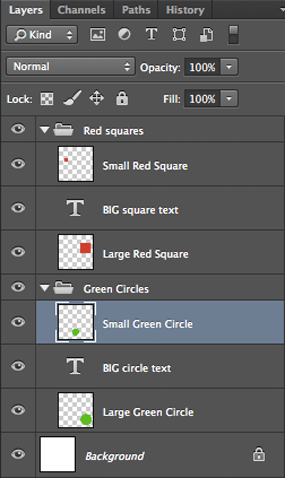 Layers Channels Paths History
Kind T
Normal Opacity: 100%
Lock: Fill: 100%
Red squares
Small Red Square
T BIG square text
Large Red Square
Green Circles
Small Green Circle
T BIG circle text
Large Green Circle
Background